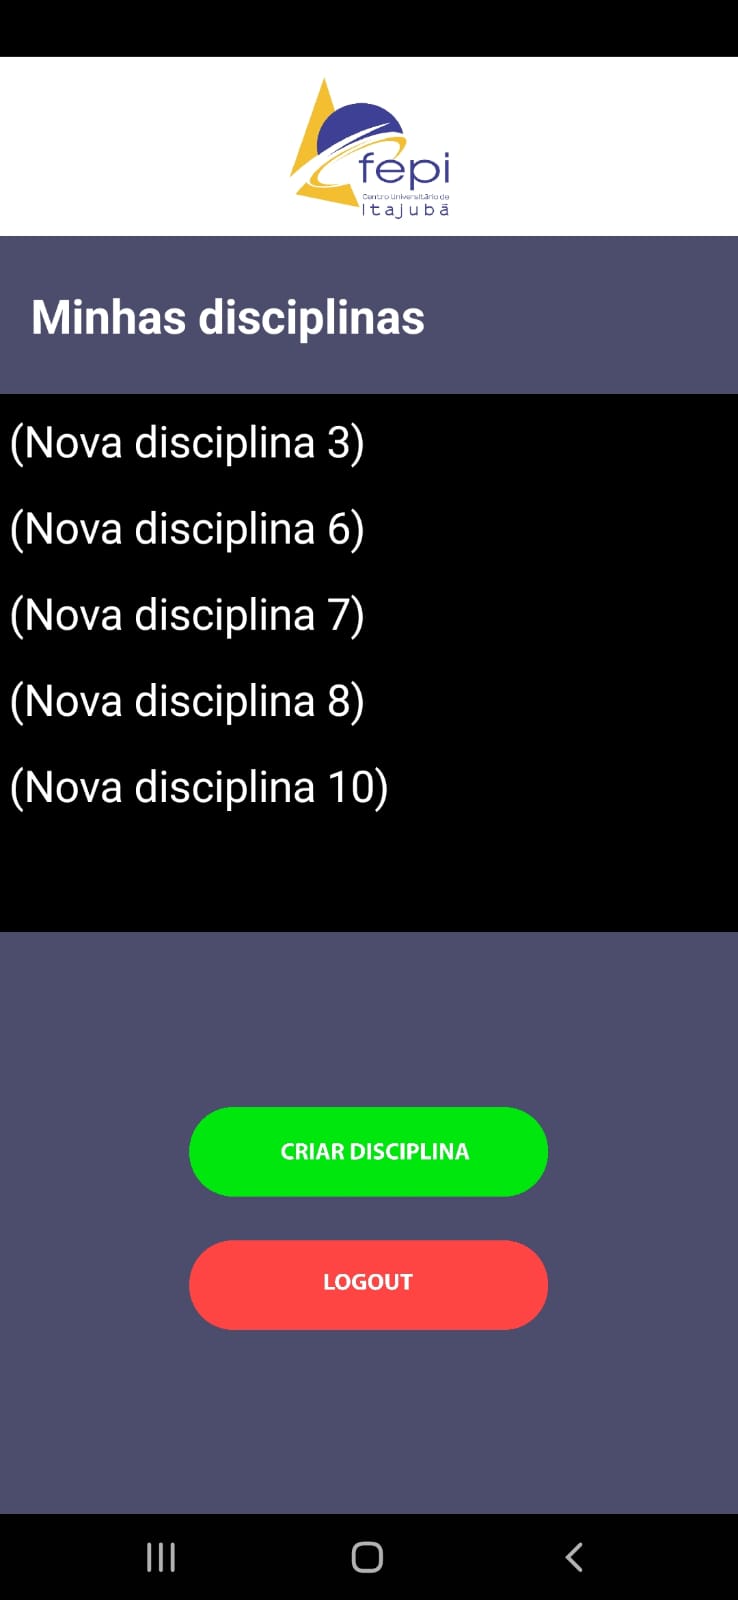 fepi
Centro Universitário de
Itajubá
Minhas disciplinas
(Nova disciplina 3)
(Nova disciplina 6)
(Nova disciplina 7)
(Nova disciplina 8)
(Nova disciplina 10)
CRIAR DISCIPLINA
LOGOUT